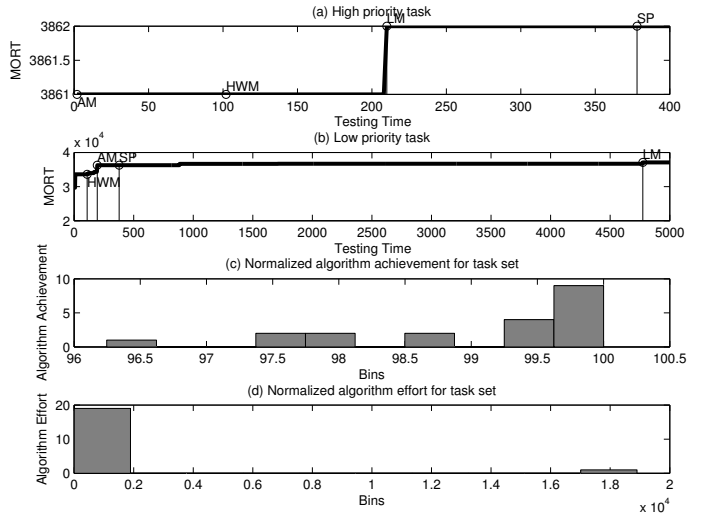 (a) High priority task
3862
3861.5
3861
MORT
AM
HWM
LM
SP
0 50 100 150 200 250 300 350 400
Testing Time
(b) Low priority task
x 10^4
4
3
2
MORT
HWM
AM
SP
LM
0 500 1000 1500 2000 2500 3000 3500 4000 4500 5000
Testing Time
(c) Normalized algorithm achievement for task set
10
5
0
Algorithm Achievement
96 96.5 97 97.5 98 98.5 99 99.5 100 100.5
Bins
(d) Normalized algorithm effort for task set
20
10
0
Algorithm Effort
0 0.2 0.4 0.6 0.8 1 1.2 1.4 1.6 1.8 2
Bins
x 10^4